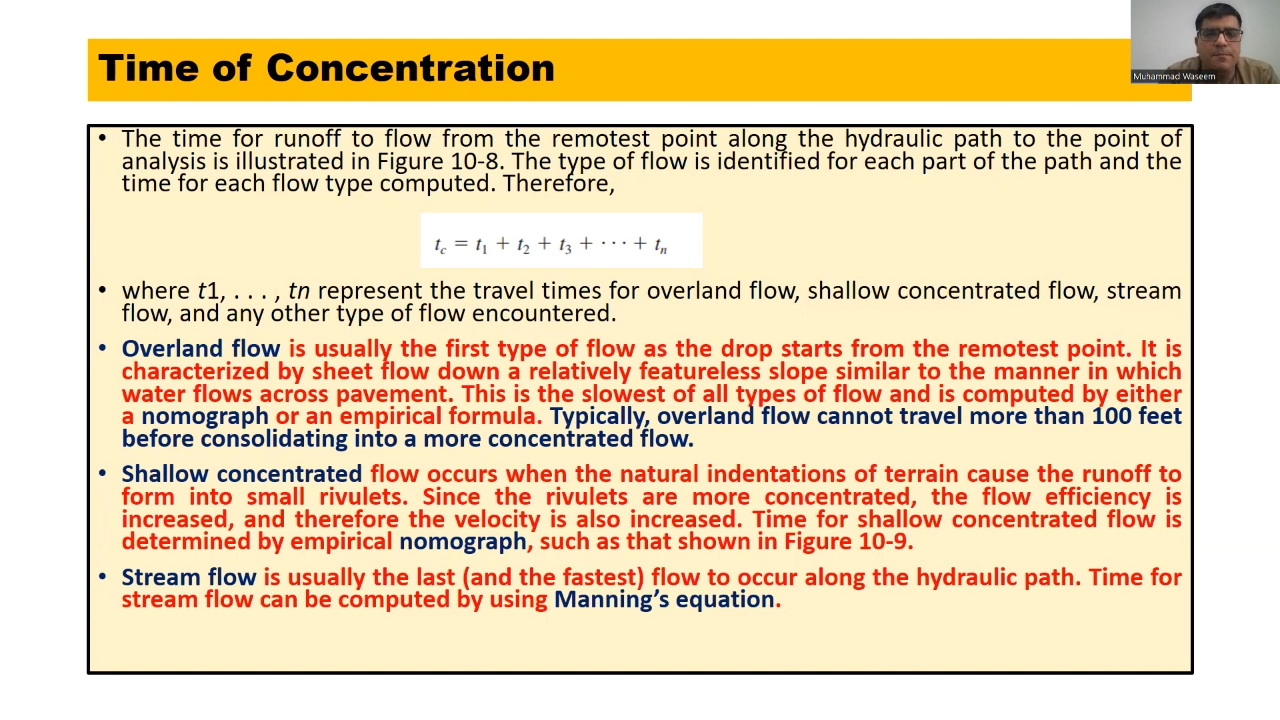 Time of Concentration
Muhammad Waseem
• The time for runoff to flow from the remotest point along the hydraulic path to the point of
analysis is illustrated in Figure 10-8. The type of flow is identified for each part of the path and the
time for each flow type computed. Therefore,
t_c = t_1 + t_2 + t_3 + ··· + t_n
• where t1, . . . , tn represent the travel times for overland flow, shallow concentrated flow, stream
flow, and any other type of flow encountered.
• Overland flow is usually the first type of flow as the drop starts from the remotest point. It is
characterized by sheet flow down a relatively featureless slope similar to the manner in which
water flows across pavement. This is the slowest of all types of flow and is computed by either
a nomograph or an empirical formula. Typically, overland flow cannot travel more than 100 feet
before consolidating into a more concentrated flow.
• Shallow concentrated flow occurs when the natural indentations of terrain cause the runoff to
form into small rivulets. Since the rivulets are more concentrated, the flow efficiency is
increased, and therefore the velocity is also increased. Time for shallow concentrated flow is
determined by empirical nomograph, such as that shown in Figure 10-9.
• Stream flow is usually the last (and the fastest) flow to occur along the hydraulic path. Time for
stream flow can be computed by using Manning’s equation.